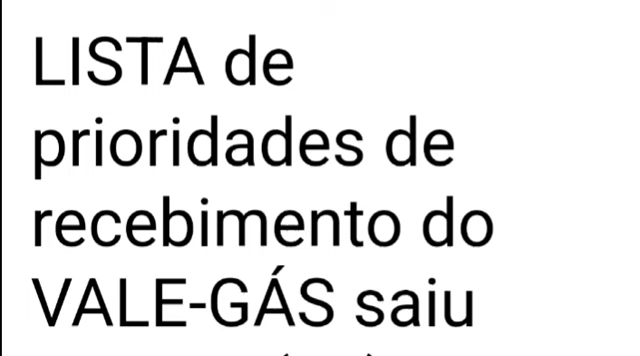 LISTA de
prioridades de
recebimento do
VALE-GÁS saiu